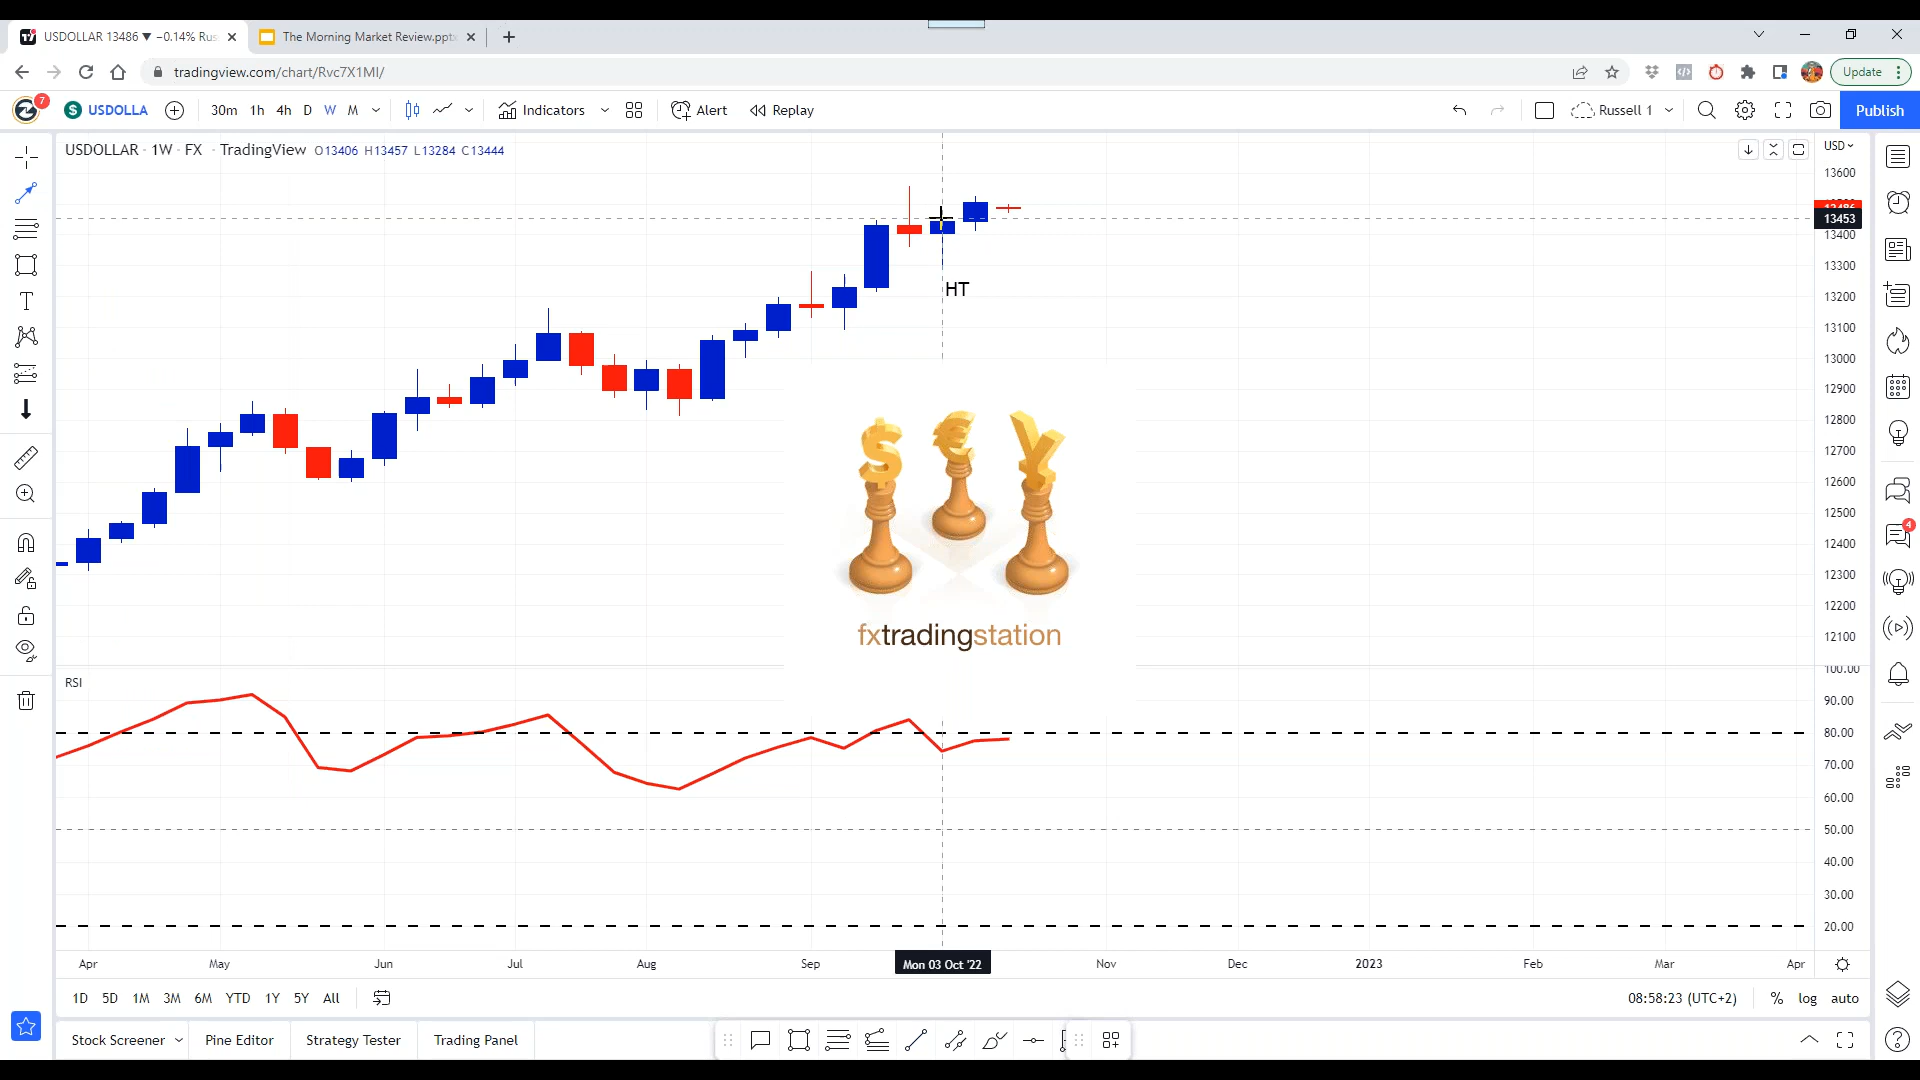 USDOLLAR 13486 ▼ −0.14% Rus
The Morning Market Review.pptx
tradingview.com/chart/Rvc7X1MI/
Update
7
USDOLLA
30m 1h 4h D W M
Indicators
Alert
Replay
Russell 1
Publish
USDOLLAR · 1W · FX · TradingView O13406 H13457 L13284 C13444
USD
13600
13453
13400
13300
13200
13100
13000
12900
12800
12700
12600
12500
12400
12300
12200
12100
HT
$ € ¥
fxtradingstation
4
RSI
100.00
90.00
80.00
70.00
60.00
50.00
40.00
30.00
20.00
Apr May Jun Jul Aug Sep Mon 03 Oct '22 Nov Dec 2023 Feb Mar Apr
1D 5D 1M 3M 6M YTD 1Y 5Y All
08:58:23 (UTC+2) % log auto
Stock Screener Pine Editor Strategy Tester Trading Panel